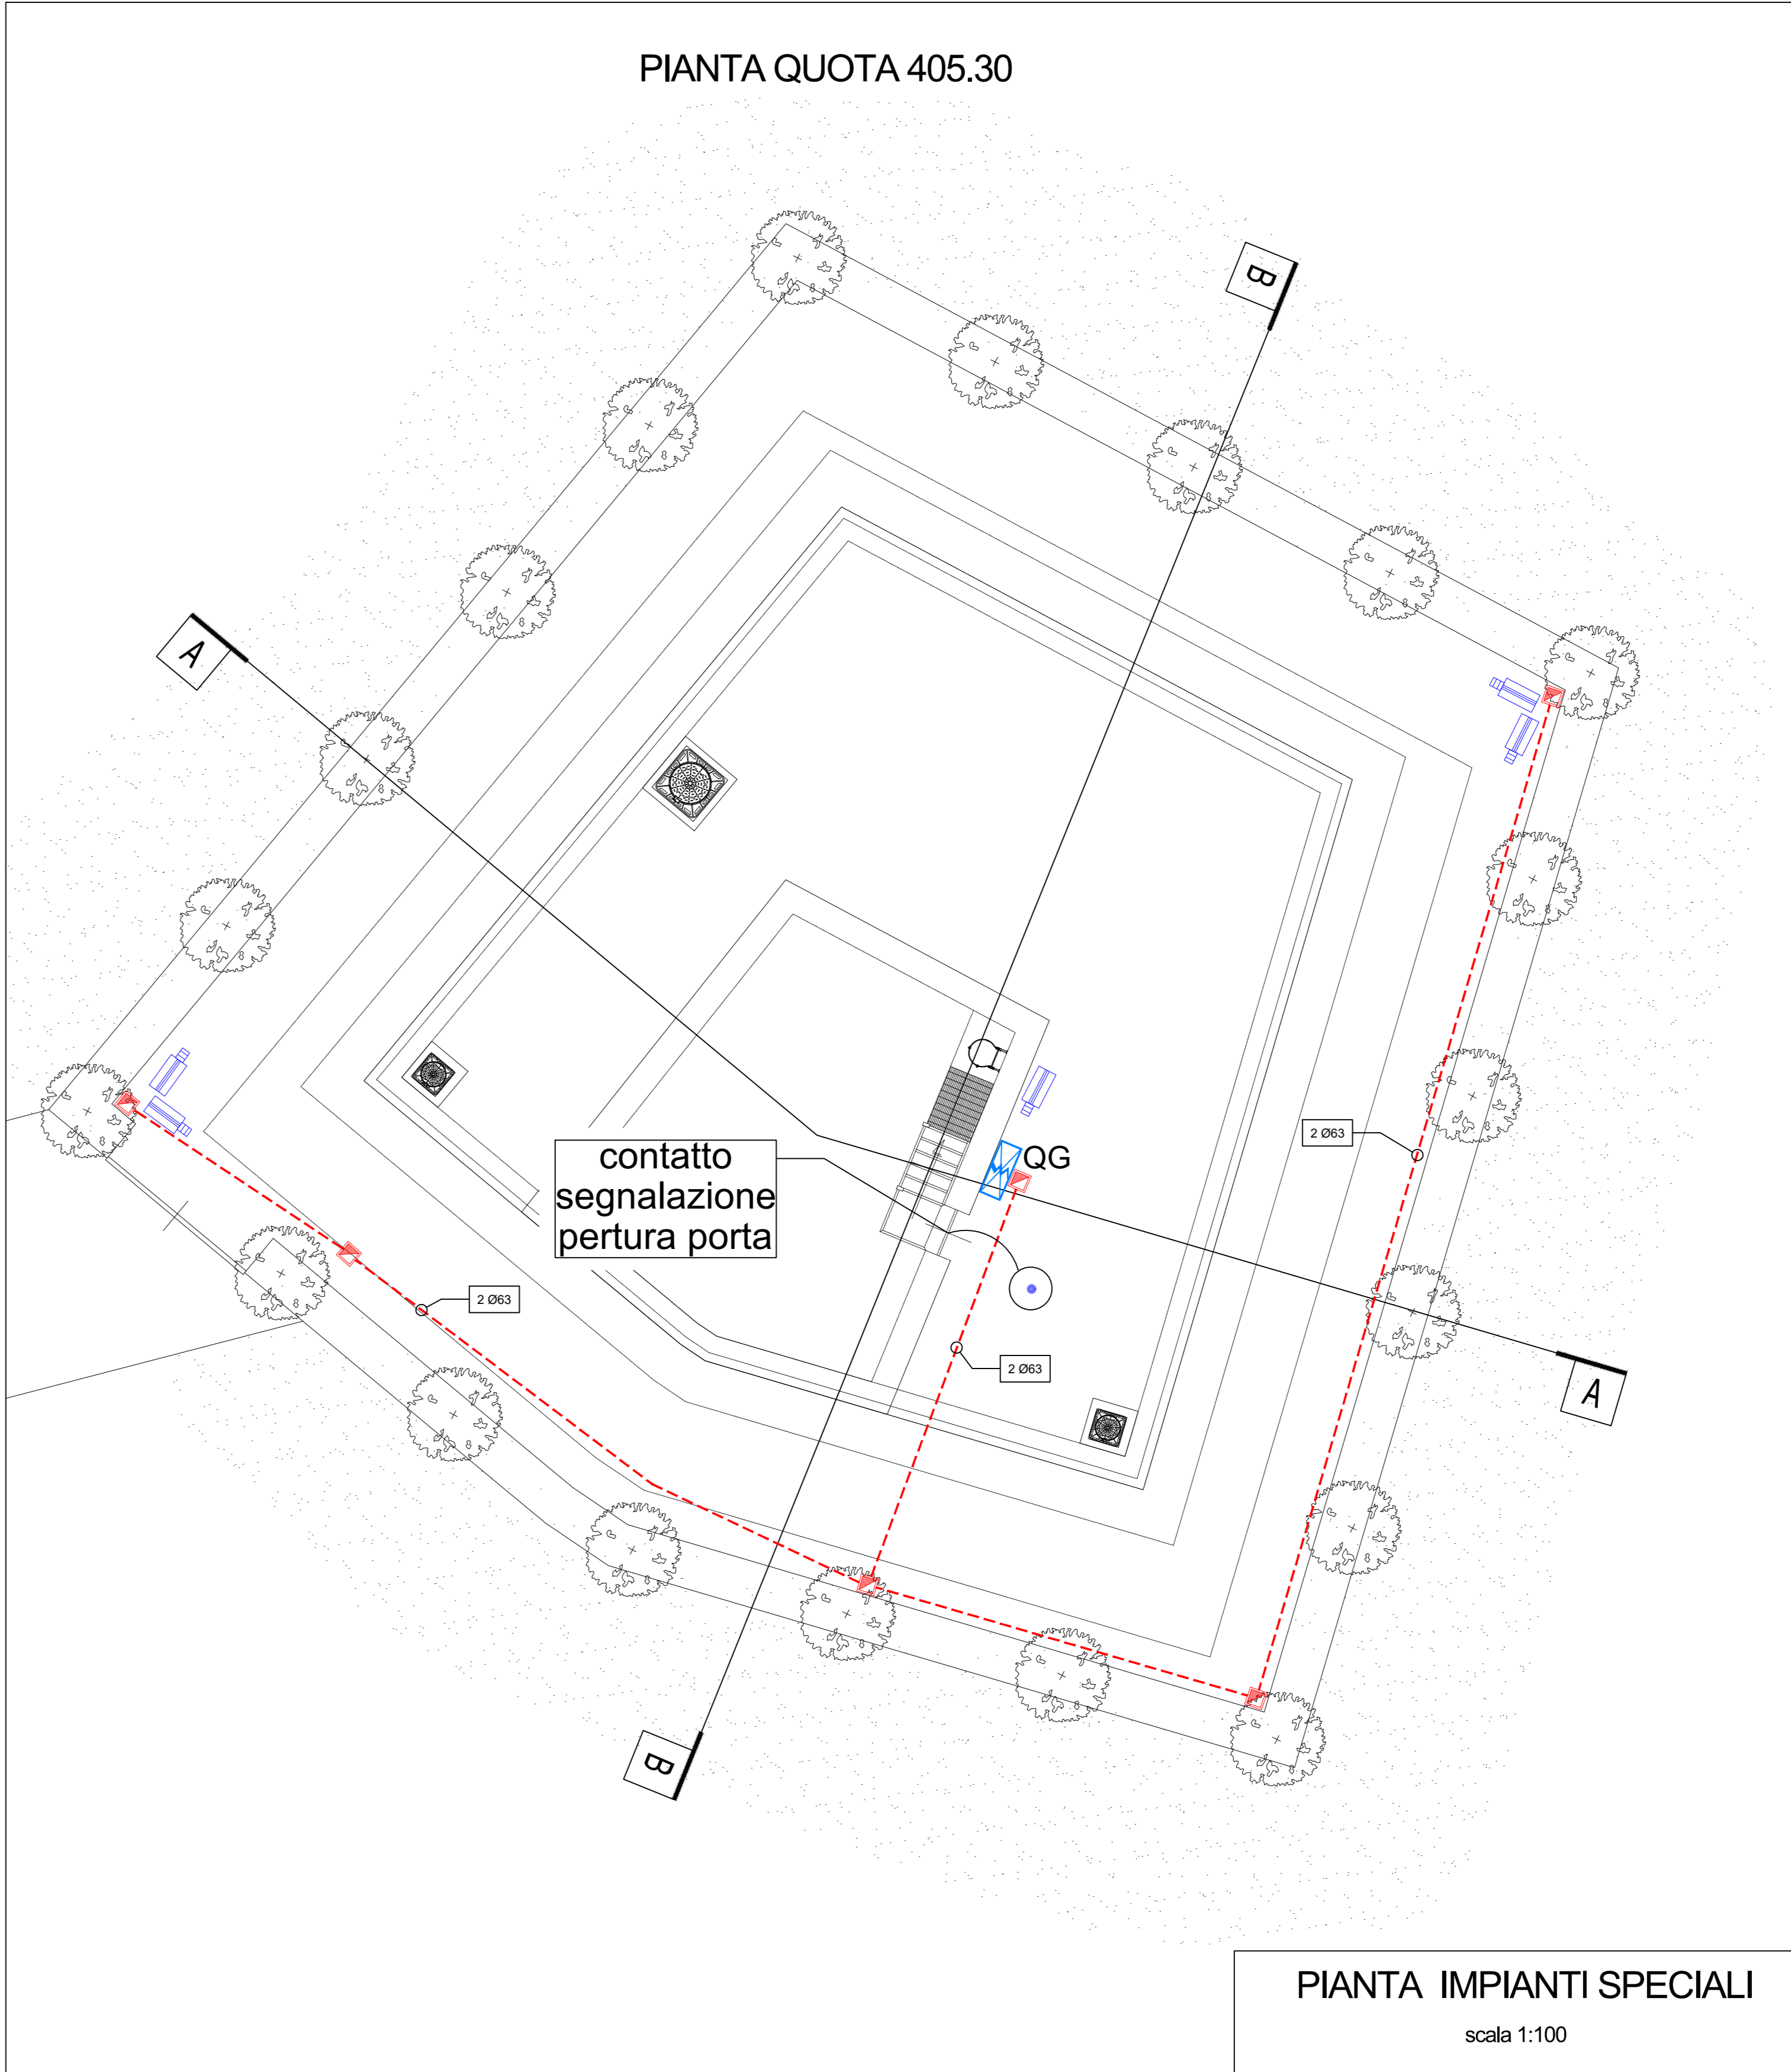 PIANTA QUOTA 405.30
B
A
contatto
segnalazione
pertura porta
QG
2 Ø63
2 Ø63
2 Ø63
A
B
PIANTA IMPIANTI SPECIALI
scala 1:100